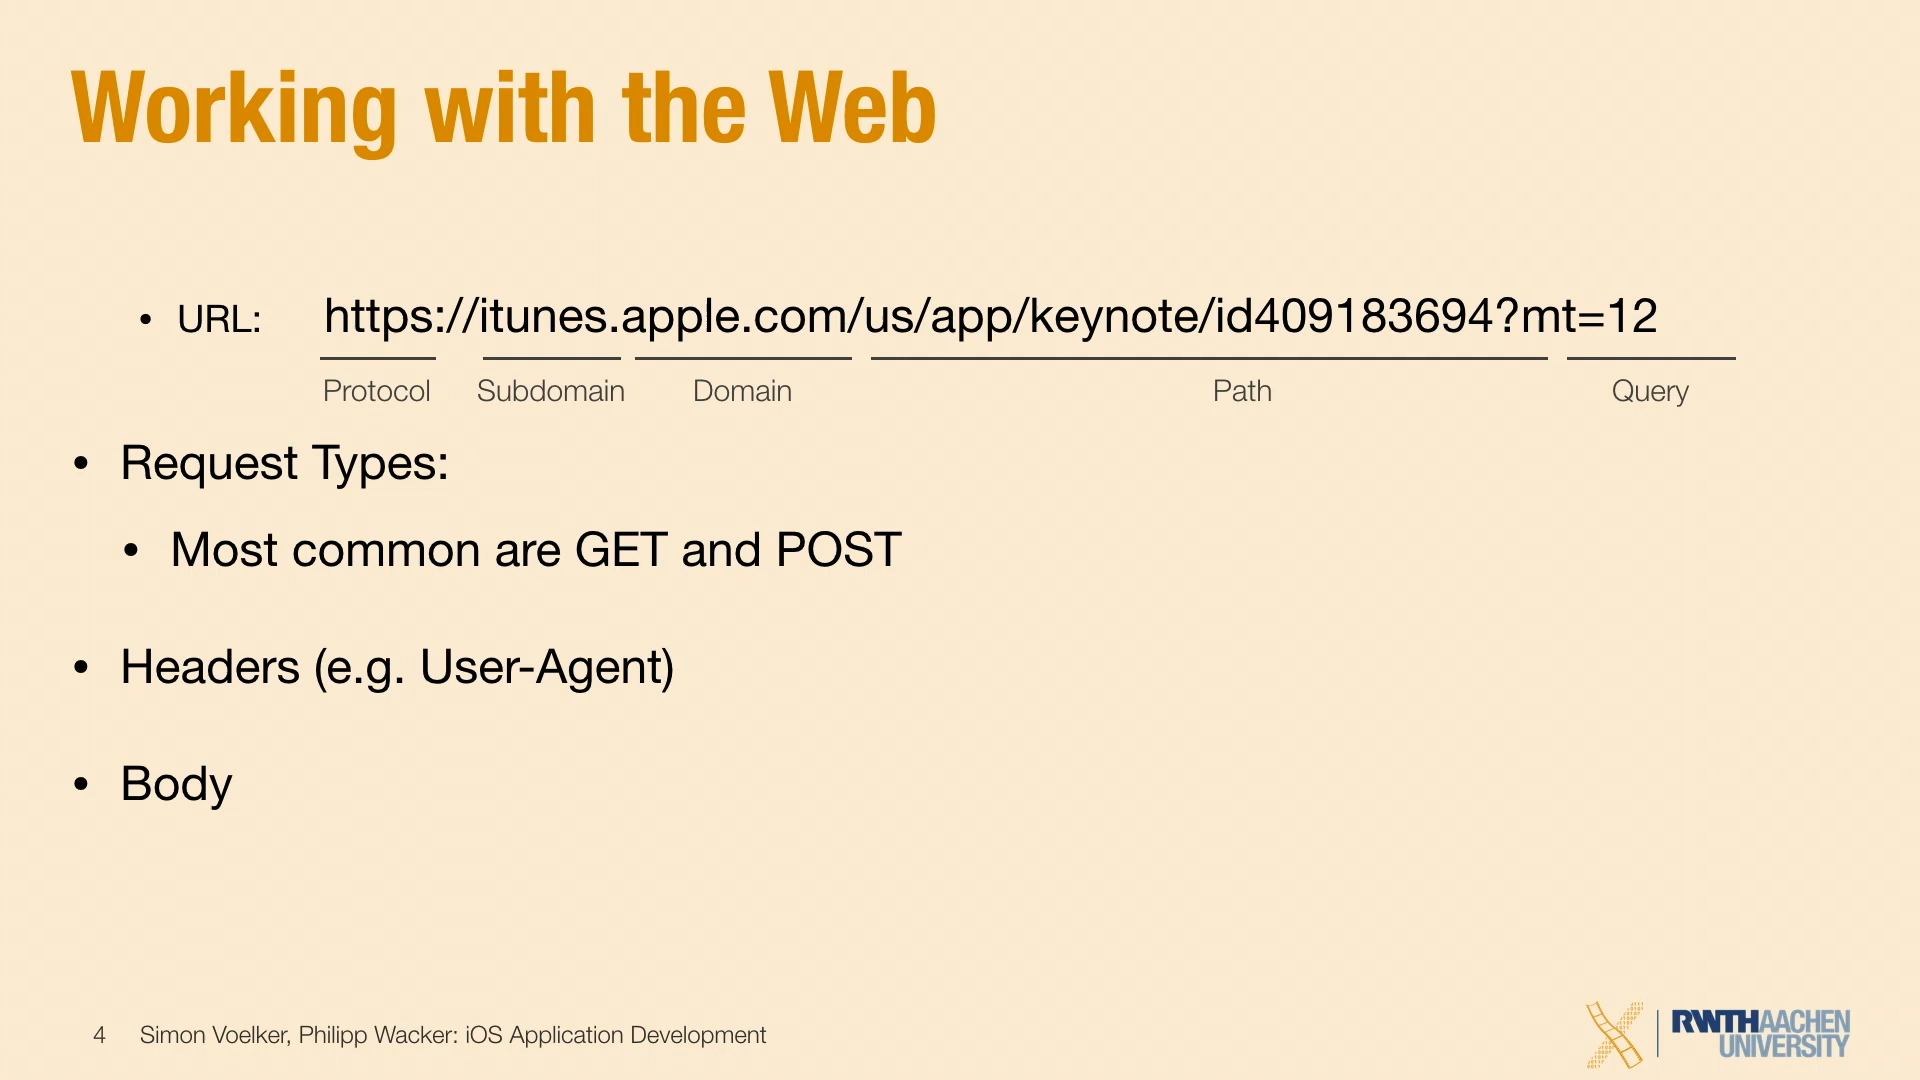 Working with the Web
• URL: https://itunes.apple.com/us/app/keynote/id409183694?mt=12
Protocol Subdomain Domain Path Query
• Request Types:
• Most common are GET and POST
• Headers (e.g. User-Agent)
• Body
4 Simon Voelker, Philipp Wacker: iOS Application Development
RWTHAACHEN
UNIVERSITY